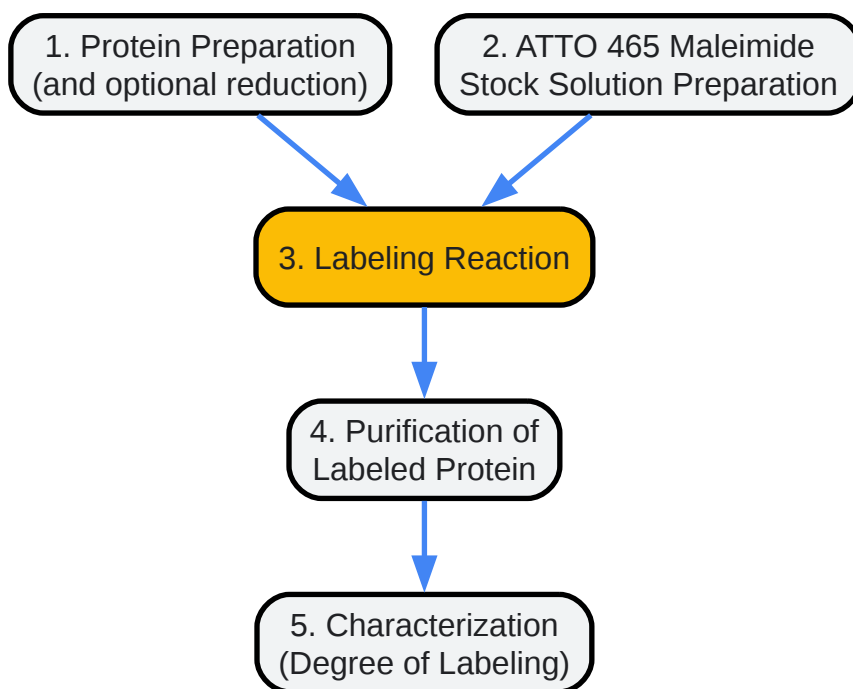 1. Protein Preparation
(and optional reduction)
2. ATTO 465 Maleimide
Stock Solution Preparation
3. Labeling Reaction
4. Purification of
Labeled Protein
5. Characterization
(Degree of Labeling)